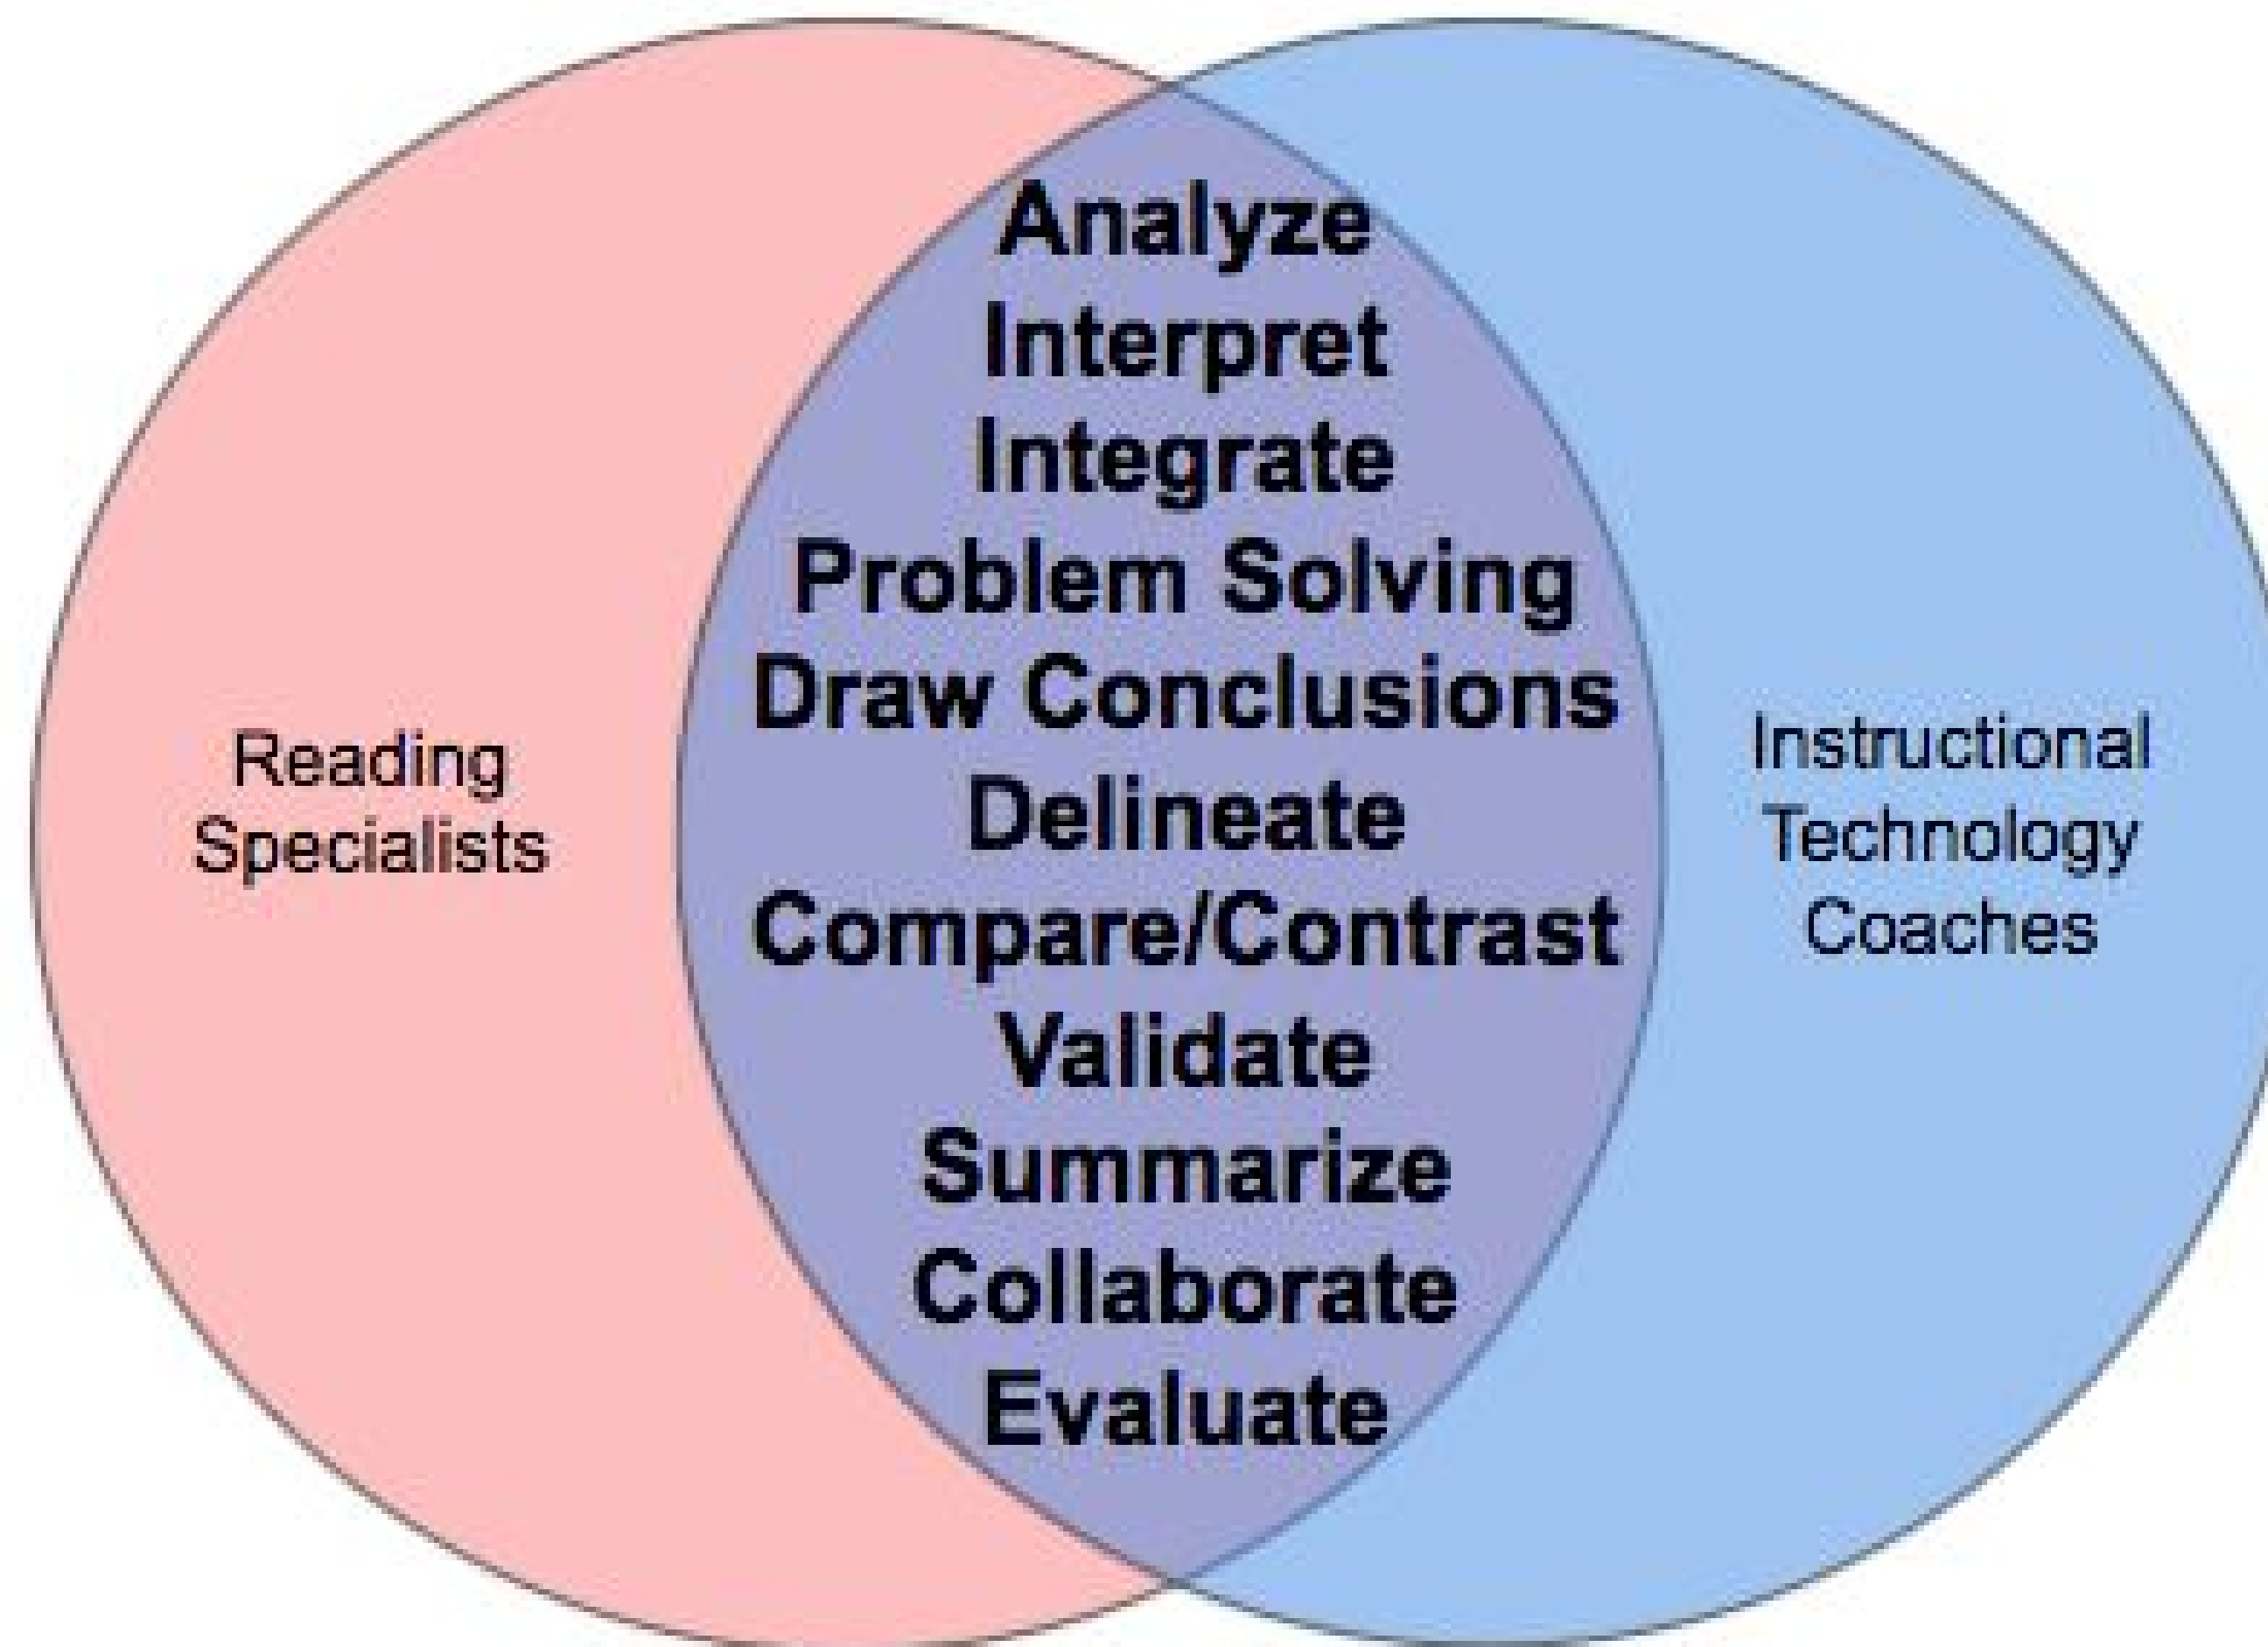 Reading
Specialists
Analyze
Interpret
Integrate
Problem Solving
Draw Conclusions
Delineate
Compare/Contrast
Validate
Summarize
Collaborate
Evaluate
Instructional
Technology
Coaches